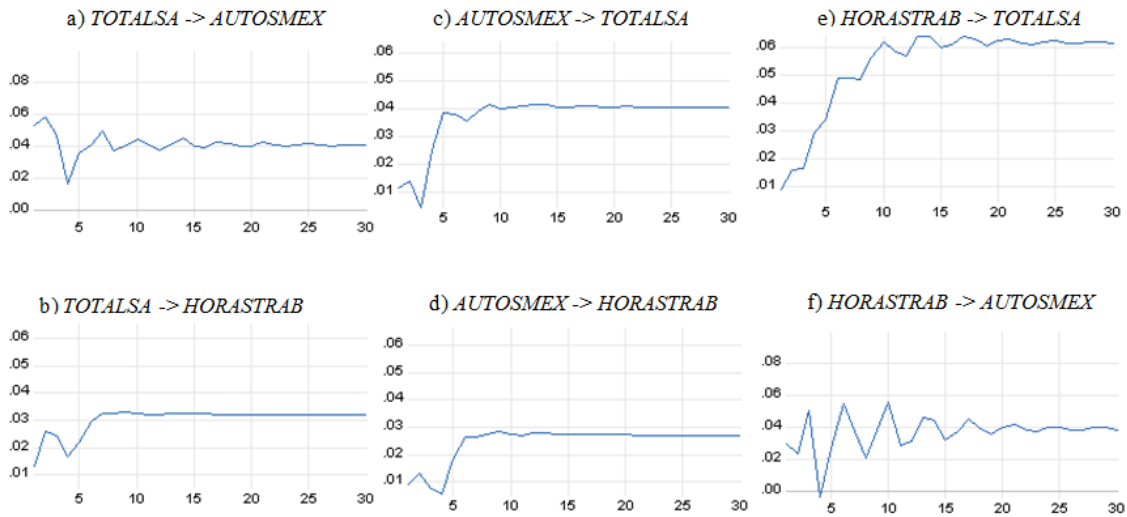 a) TOTALSA -> AUTOSMEX
.08
.06
.04
.02
.00
5 10 15 20 25 30
b) TOTALSA -> HORASTRAB
.06
.05
.04
.03
.02
.01
5 10 15 20 25 30
c) AUTOSMEX -> TOTALSA
.06
.05
.04
.03
.02
.01
5 10 15 20 25 30
d) AUTOSMEX -> HORASTRAB
.06
.05
.04
.03
.02
.01
5 10 15 20 25 30
e) HORASTRAB -> TOTALSA
.06
.05
.04
.03
.02
.01
5 10 15 20 25 30
f) HORASTRAB -> AUTOSMEX
.08
.06
.04
.02
.00
5 10 15 20 25 30